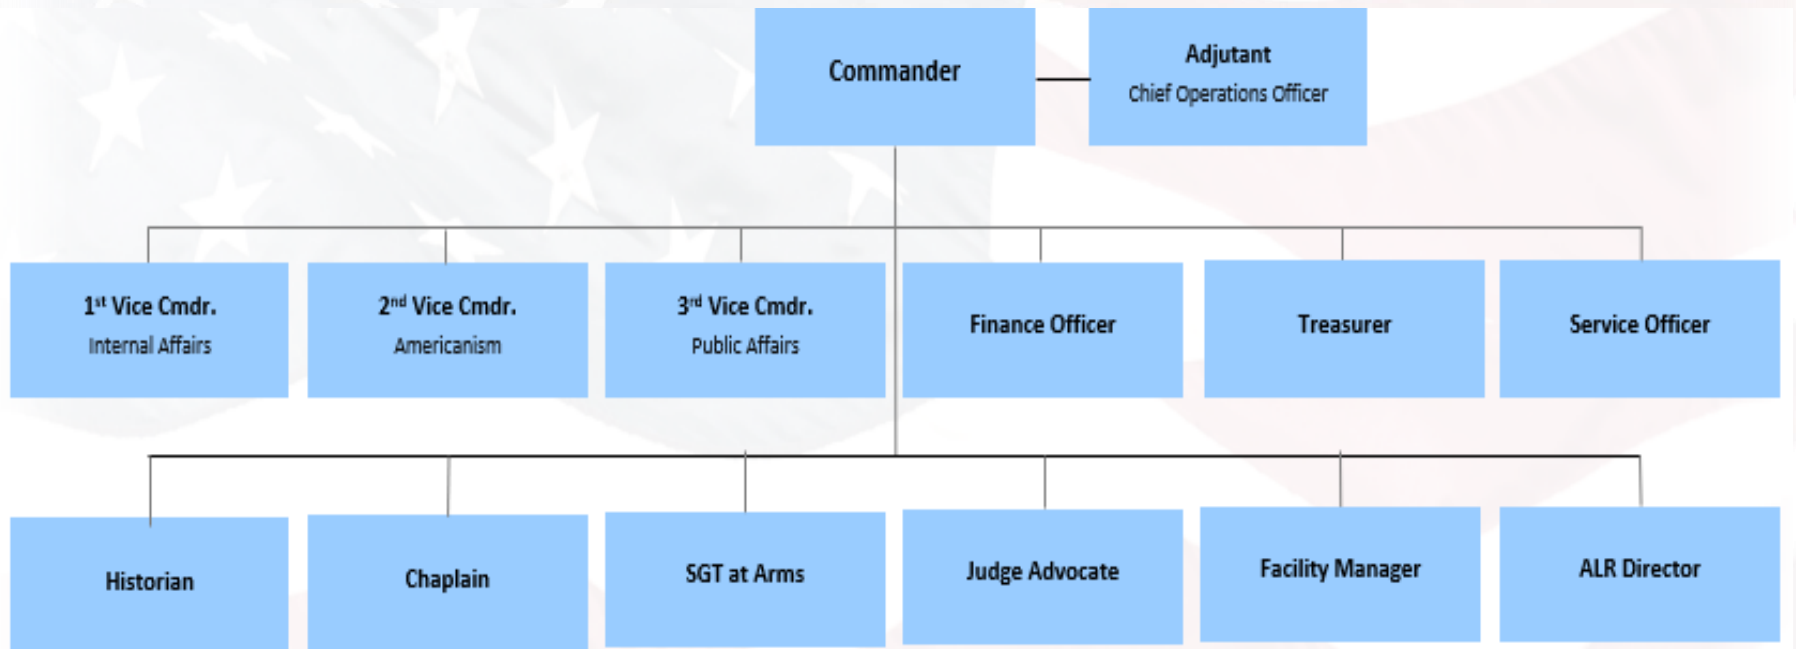 Commander
Adjutant
Chief Operations Officer
1st Vice Cmdr.
Internal Affairs
2nd Vice Cmdr.
Americanism
3rd Vice Cmdr.
Public Affairs
Finance Officer
Treasurer
Service Officer
Historian
Chaplain
SGT at Arms
Judge Advocate
Facility Manager
ALR Director